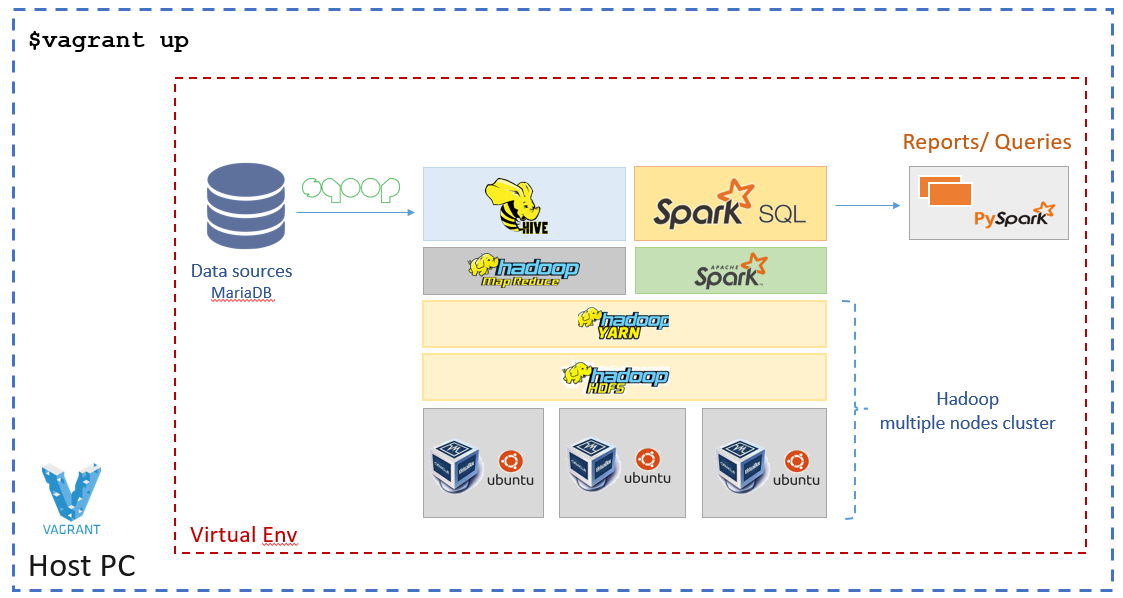 $vagrant up
Reports/ Queries
sqoop
HIVE
Spark SQL
PySpark
Data sources
MariaDB
hadoop
Map Reduce
APACHE
Spark
hadoop
YARN
hadoop
HDFS
Hadoop
multiple nodes cluster
ubuntu
ubuntu
ubuntu
VAGRANT
Virtual Env
Host PC